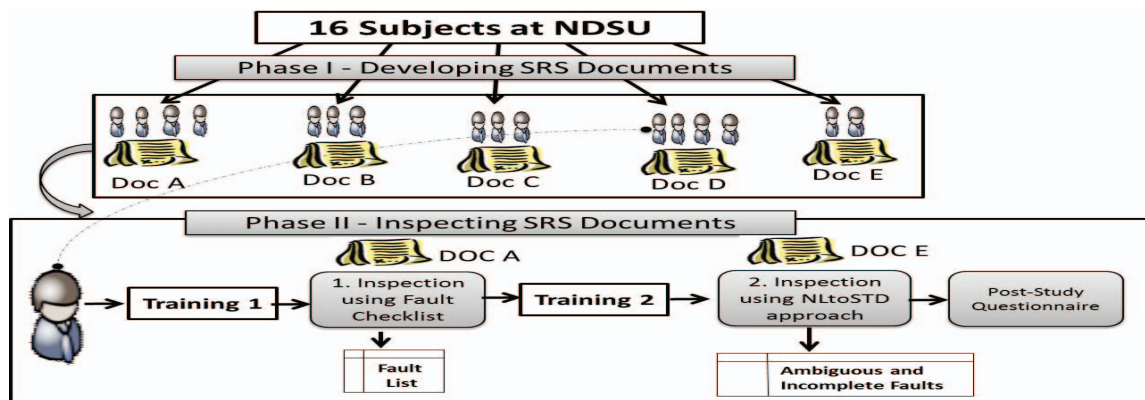 16 Subjects at NDSU
Phase I - Developing SRS Documents
Doc A
Doc B
Doc C
Doc D
Doc E
Phase II - Inspecting SRS Documents
DOC A
DOC E
Training 1
1. Inspection
using Fault
Checklist
Training 2
2. Inspection
using NLtoSTD
approach
Post-Study
Questionnaire
Fault
List
Ambiguous and
Incomplete Faults